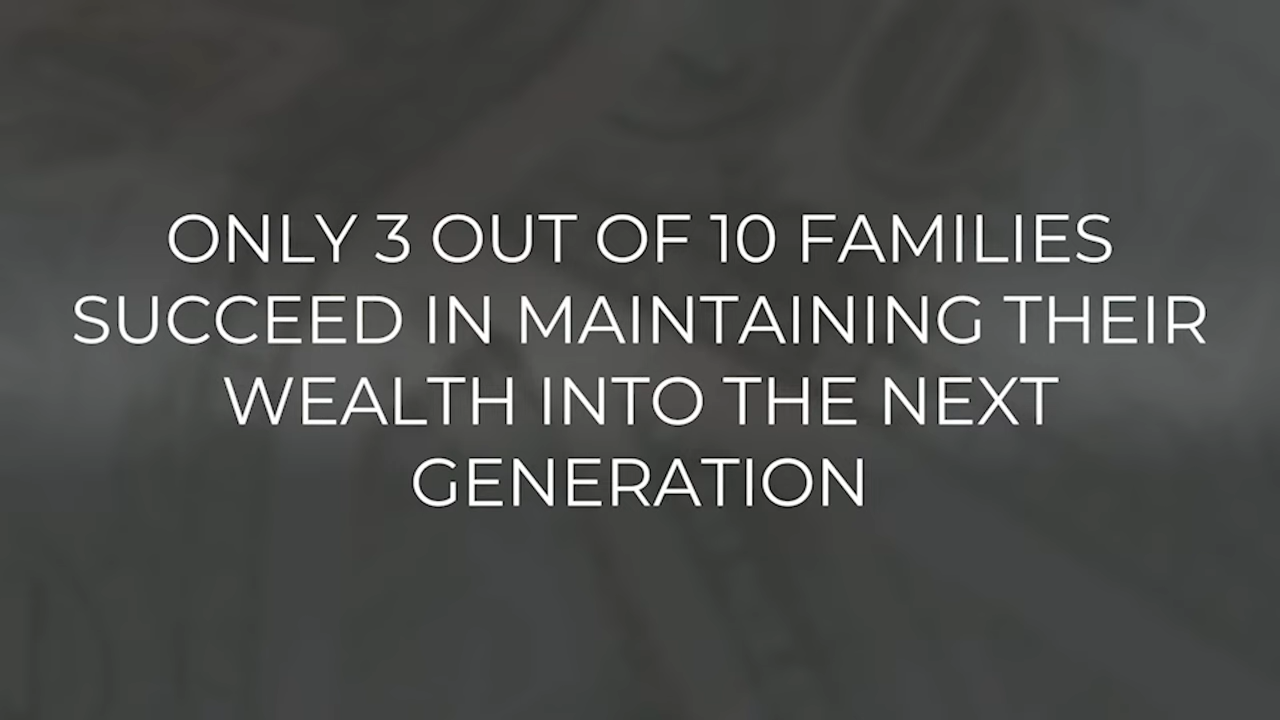 ONLY 3 OUT OF 10 FAMILIES
SUCCEED IN MAINTAINING THEIR
WEALTH INTO THE NEXT
GENERATION